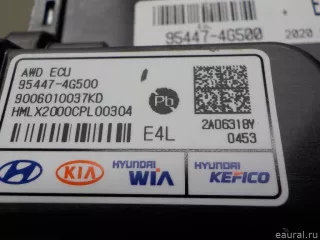 95447-4G500
2020
AWD ECU
95447-4G500
9006010037KD
HMLX2000CPL00304
Pb
E4L
2A06318Y
0453
KIA
HYUNDAI
WIA
HYUNDAI
KEFICO
eaural.ru